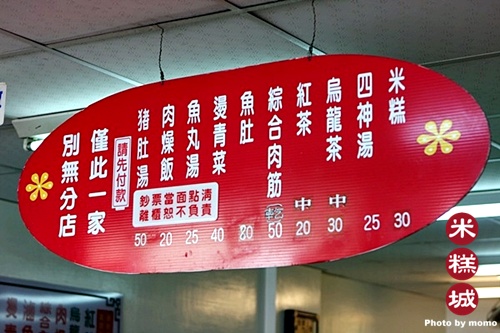 米糕 30
四神湯 25
烏龍茶 中 30
紅茶 中 20
綜合肉筋 50
魚肚
燙青菜 40
魚丸湯 25
肉燥飯 20
猪肚湯 50
鈔票當面點清
離櫃恕不負責
請先付款
僅此一家
別無分店
米糕城
Photo by momo